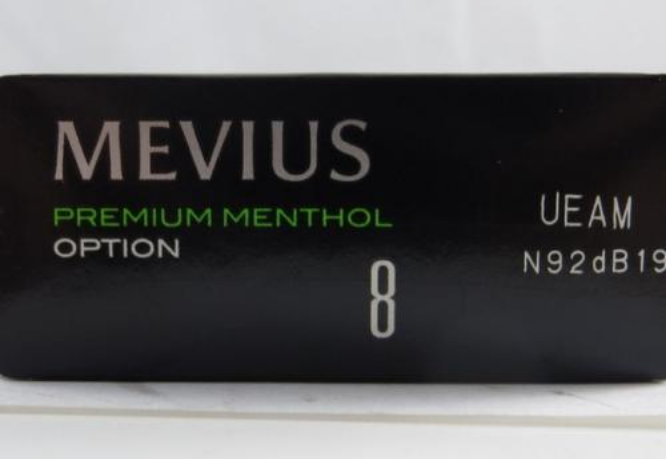 MEVIUS
PREMIUM MENTHOL
OPTION
8
UEAM
N92dB19